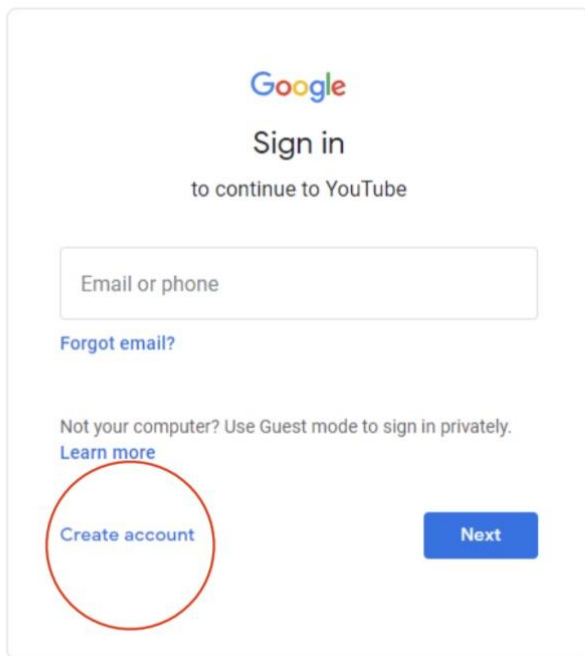 Google
Sign in
to continue to YouTube
Email or phone
Forgot email?
Not your computer? Use Guest mode to sign in privately.
Learn more
Create account
Next